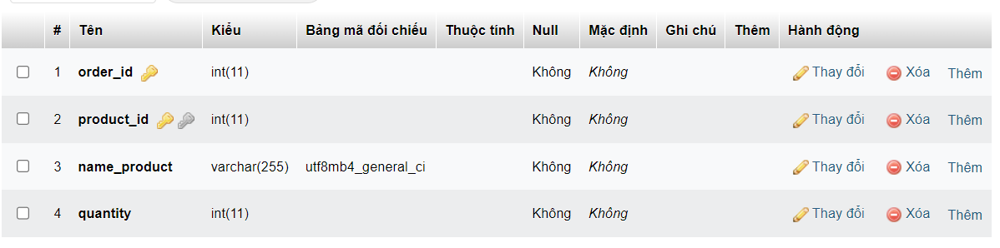 # Tên Kiểu Bảng mã đối chiếu Thuộc tính Null Mặc định Ghi chú Thêm Hành động
1 order_id int(11) Không Không Thay đổi Xóa Thêm
2 product_id int(11) Không Không Thay đổi Xóa Thêm
3 name_product varchar(255) utf8mb4_general_ci Không Không Thay đổi Xóa Thêm
4 quantity int(11) Không Không Thay đổi Xóa Thêm